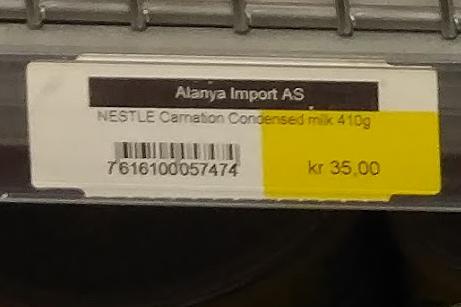 Alanya Import AS
NESTLE Carnation Condensed milk 410g
7616100057474
kr 35,00